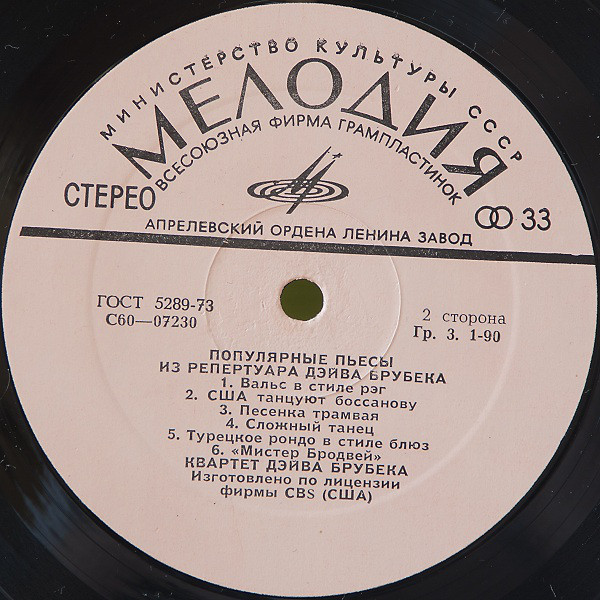 МИНИСТЕРСТВО КУЛЬТУРЫ СССР
МЕЛОДИЯ
ВСЕСОЮЗНАЯ ФИРМА ГРАМПЛАСТИНОК
СТЕРЕО
33
АПРЕЛЕВСКИЙ ОРДЕНА ЛЕНИНА ЗАВОД
ГОСТ 5289-73
С60—07230
2 сторона
Гр. 3. 1-90
ПОПУЛЯРНЫЕ ПЬЕСЫ
ИЗ РЕПЕРТУАРА ДЭЙВА БРУБЕКА
1. Вальс в стиле рэг
2. США танцуют боссанову
3. Песенка трамвая
4. Сложный танец
5. Турецкое рондо в стиле блюз
6. «Мистер Бродвей»
КВАРТЕТ ДЭЙВА БРУБЕКА
Изготовлено по лицензии
фирмы CBS (США)